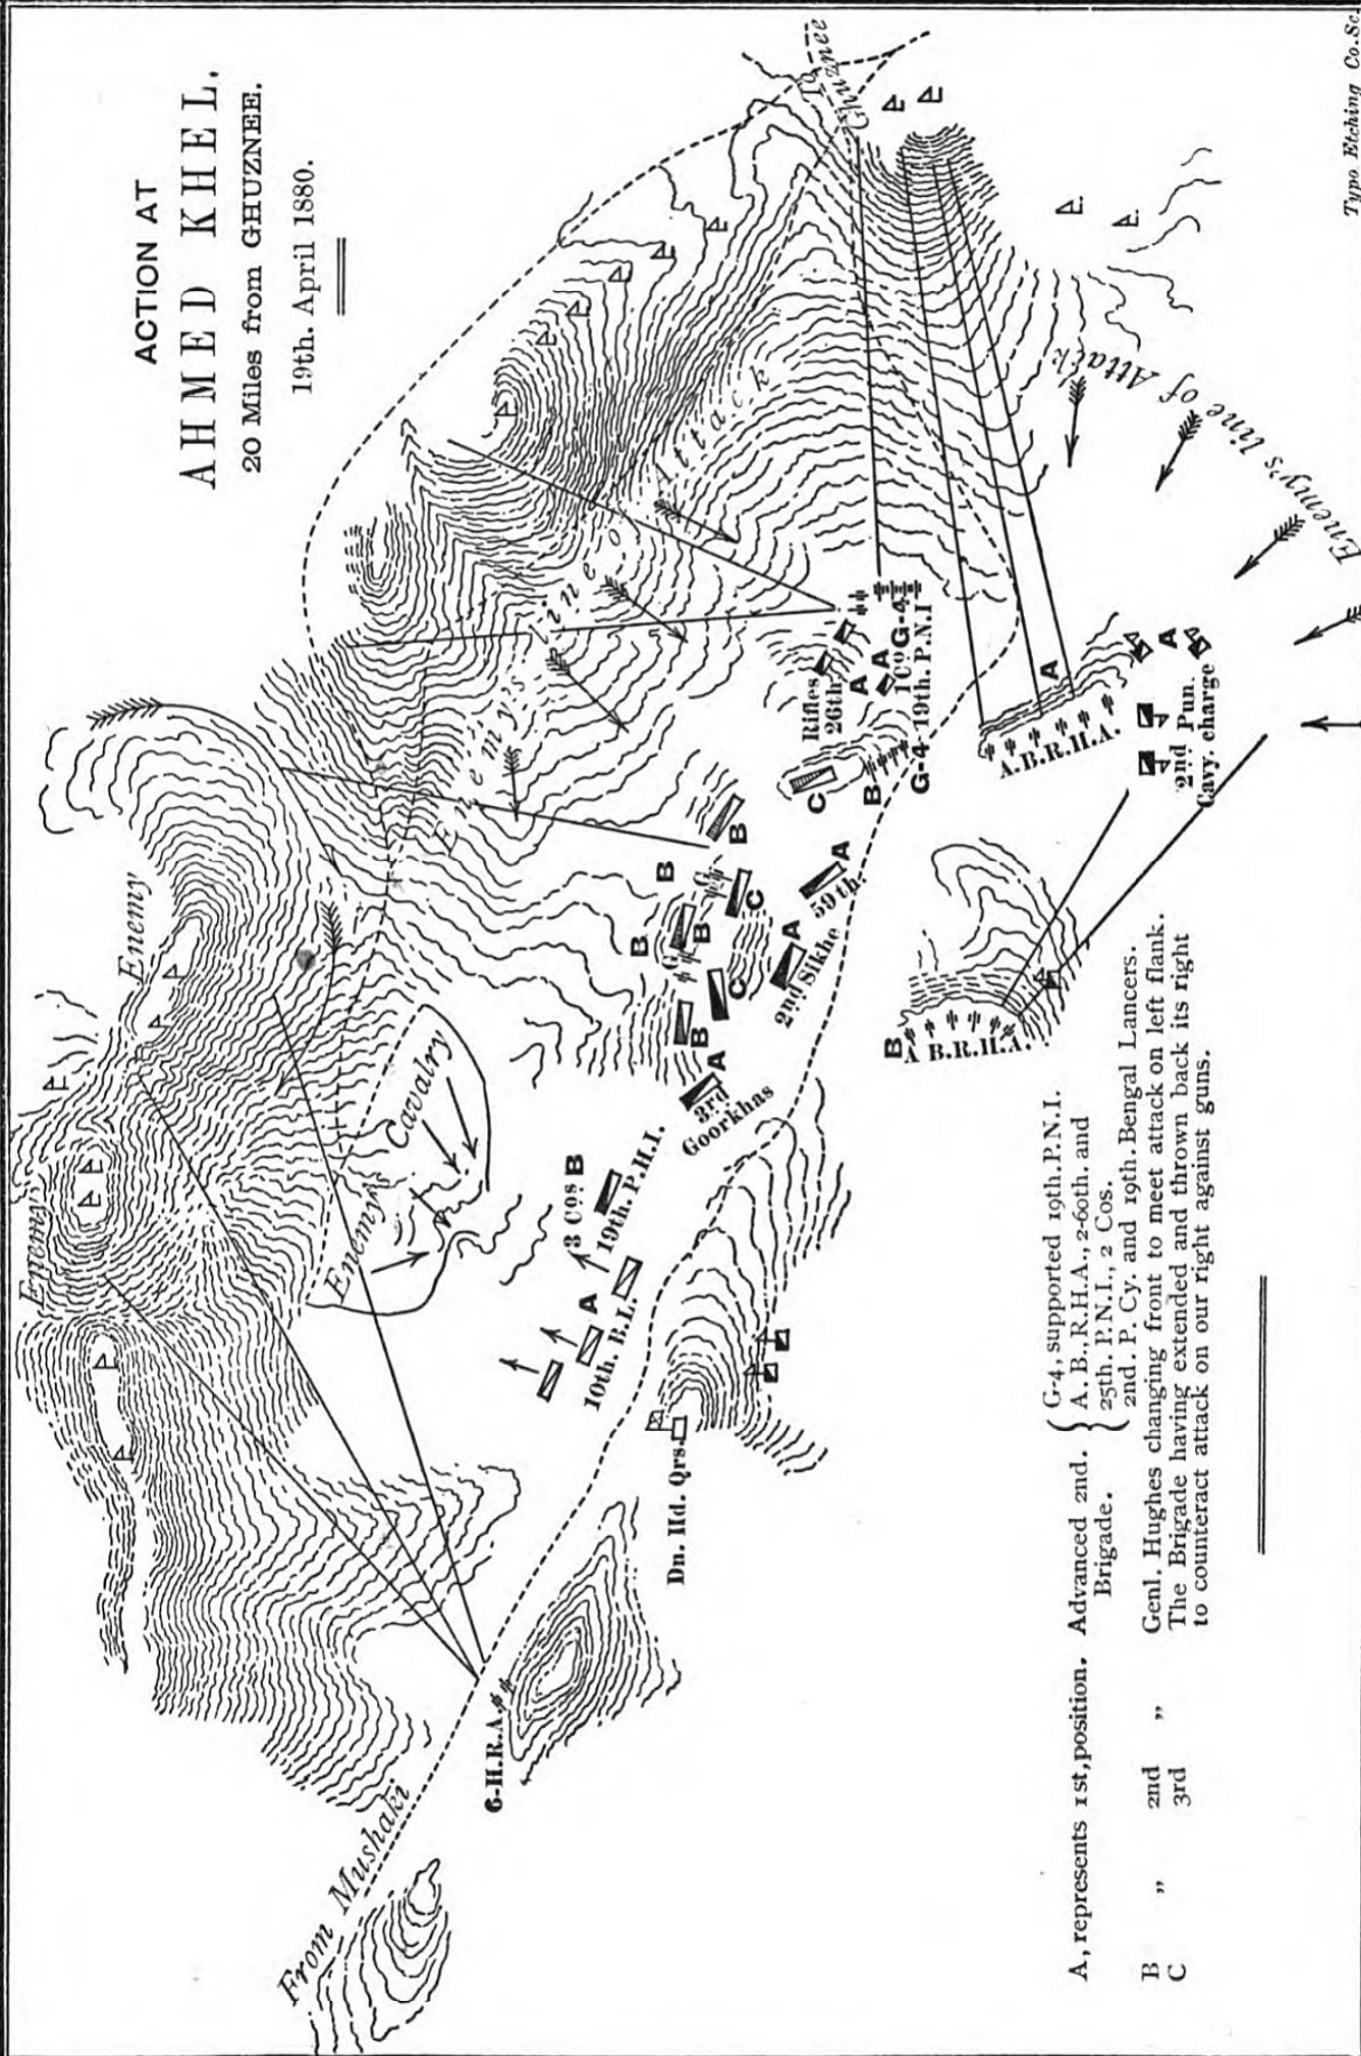 ACTION AT
AHMED KHEL.
20 Miles from GHUZNEE.
19th. April 1880.
To Ghuznee
Enemy
Enemy
Enemy's line of Attack
Enemy's line of Attack
Enemy's Cavalry
Rifles
26th.
A
A
1 Co G-4
19th. P.N.I
C
B
G-4
A
A.B.R.H.A.
A
2nd Pun.
Cavy. charge
B
B
B
B
G
G
C
59th.
A
2nd Sikhs
A
B
C
3rd
Goorkhas
A
3 Cos B
19th. P.H.I.
10th. B.L.
A
B
A B.R.H.A.
Dn. Hd. Qrs.
6-H.R.A.
From Mushaki
A, represents 1st, position. Advanced 2nd. Brigade. { G-4, supported 19th. P.N.I.
A. B., R.H.A., 2-60th. and
25th. P.N.I., 2 Cos.
2nd. P. Cy. and 19th. Bengal Lancers.
B „ 2nd „ Genl. Hughes changing front to meet attack on left flank.
C 3rd The Brigade having extended and thrown back its right
to counteract attack on our right against guns.
Typo. Etching Co. Sc.